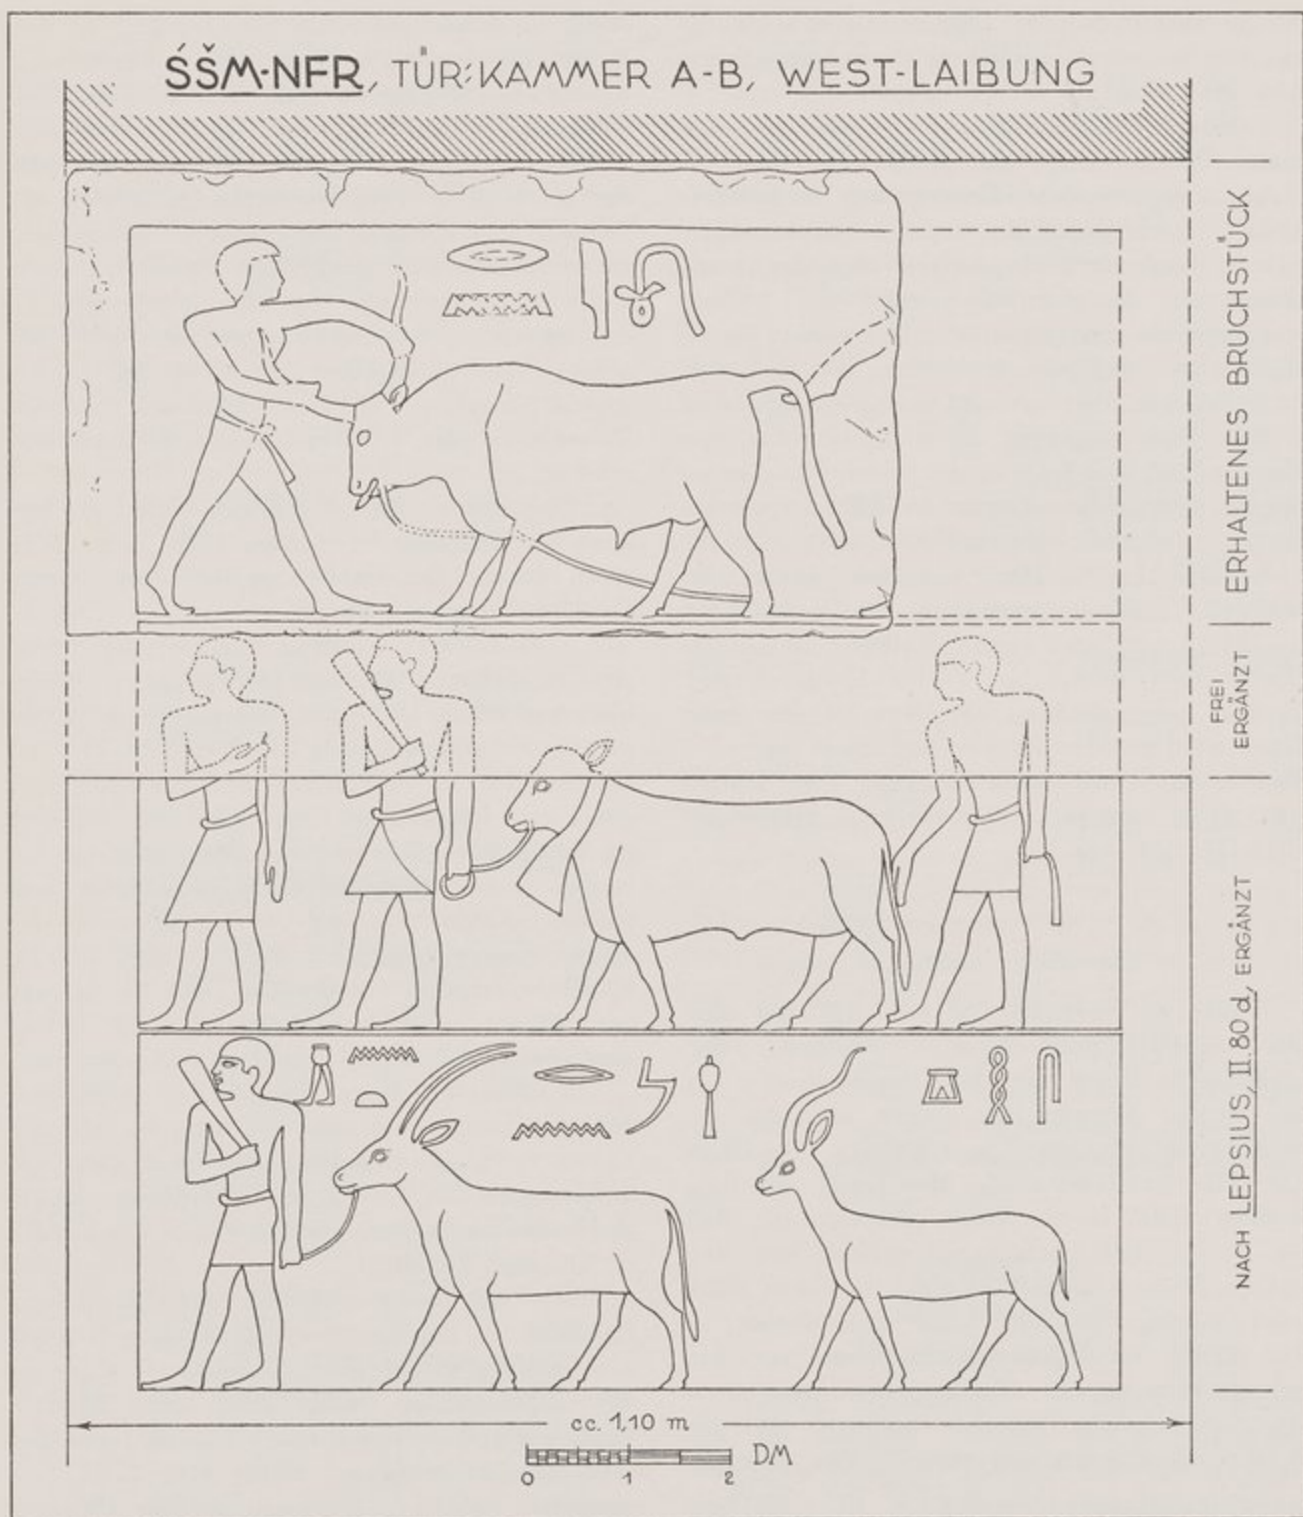 ŚŠM-NFR, TÜR: KAMMER A-B, WEST-LAIBUNG
ERHALTENES BRUCHSTÜCK
FREI
ERGÄNZT
NACH LEPSIUS, II.80 d, ERGÄNZT
cc. 1,10 m
DM
0 1 2